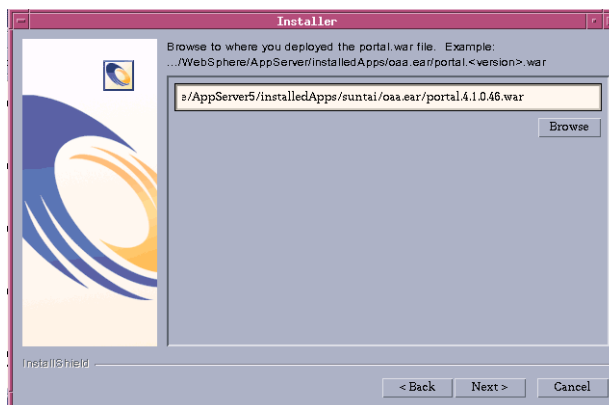 Installer
Browse to where you deployed the portal.war file. Example:
.../WebSphere/AppServer/installedApps/oaa.ear/portal.<version>.war
e/AppServer5/installedApps/suntai/oaa.ear/portal.4.1.0.46.war
Browse
InstallShield
< Back
Next >
Cancel